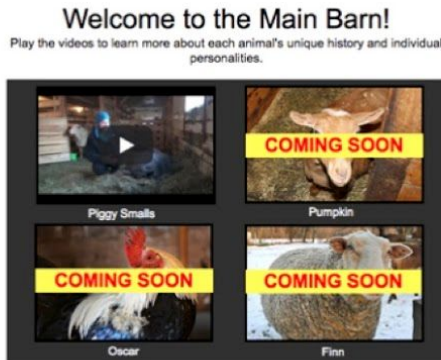 Welcome to the Main Barn!
Play the videos to learn more about each animal's unique history and individual
personalities.
COMING SOON
Piggy Smalls
Pumpkin
COMING SOON
COMING SOON
Oscar
Finn